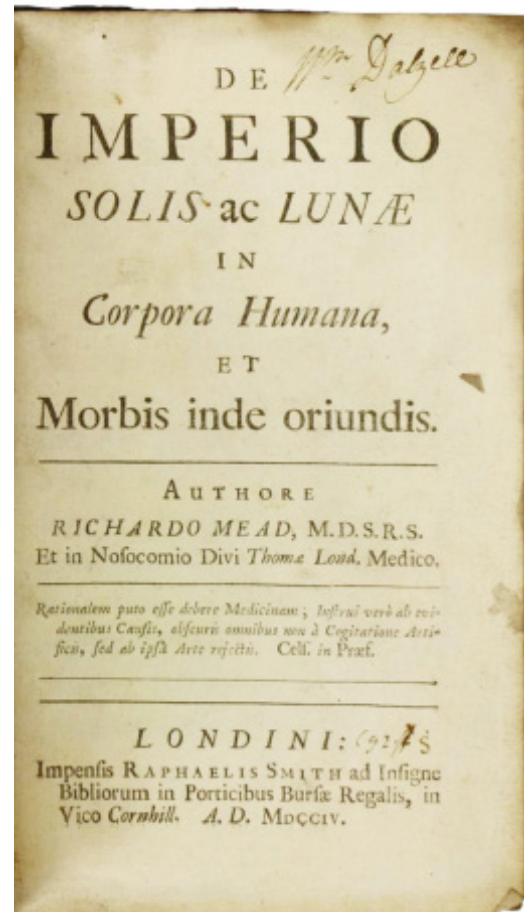 Wm Dalzell
DE
IMPERIO
SOLIS ac LUNÆ
IN
Corpora Humana,
ET
Morbis inde oriundis.
AUTHORE
RICHARDO MEAD, M.D.S.R.S.
Et in Noſocomio Divi Thomæ Lond. Medico.
Rationalem puto eſſe debere Medicinam; Inſtrui verò ab evi-
dentibus Cauſis, obſcuris omnibus non à Cogitatione Arti-
ficis, ſed ab ipſâ Arte rejectis. Celſ. in Præf.
LONDINI:
Impenſis RAPHAELIS SMITH ad Inſigne
Bibliorum in Porticibus Burſæ Regalis, in
Vico Cornhill. A. D. MDCCIV.